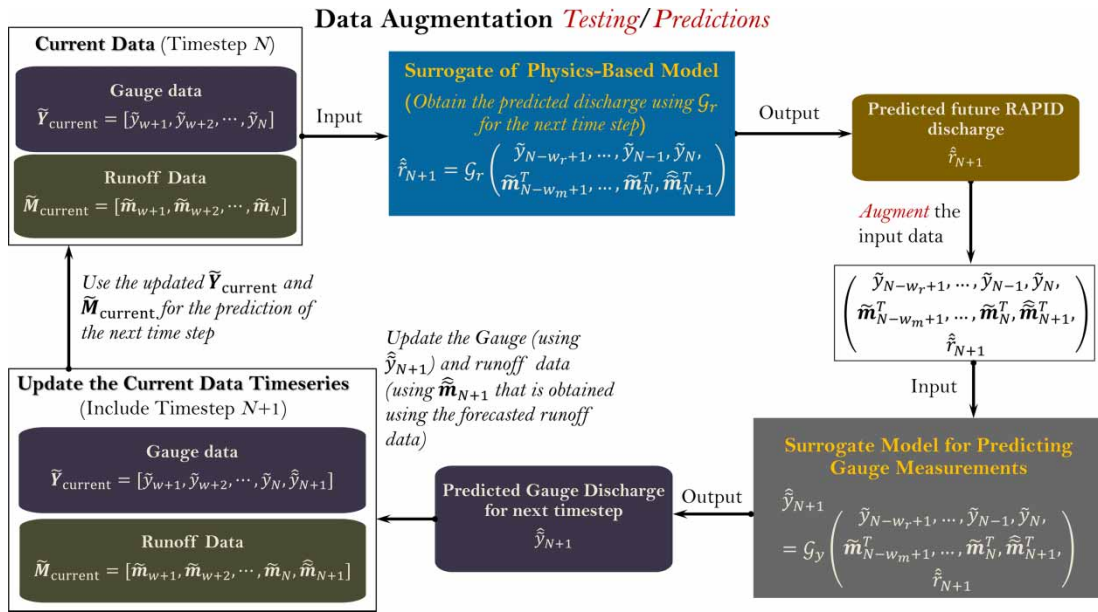 Data Augmentation Testing/Predictions
Current Data (Timestep N)
Gauge data
Ỹ_current = [ỹ_{w+1}, ỹ_{w+2}, ⋯, ỹ_N]
Runoff Data
M̃_current = [m̃_{w+1}, m̃_{w+2}, ⋯, m̃_N]
Input
Surrogate of Physics-Based Model
(Obtain the predicted discharge using 𝒢_r
for the next time step)
r̃̂_{N+1} = 𝒢_r ( ỹ_{N−w_r+1}, …, ỹ_{N−1}, ỹ_N,
m̃^T_{N−w_m+1}, …, m̃^T_N, m̃̂^T_{N+1} )
Output
Predicted future RAPID
discharge
r̃̂_{N+1}
Augment the
input data
( ỹ_{N−w_r+1}, …, ỹ_{N−1}, ỹ_N,
m̃^T_{N−w_m+1}, …, m̃^T_N, m̃̂^T_{N+1},
r̃̂_{N+1} )
Input
Surrogate Model for Predicting
Gauge Measurements
ỹ̂_{N+1}
= 𝒢_y ( ỹ_{N−w_r+1}, …, ỹ_{N−1}, ỹ_N,
m̃^T_{N−w_m+1}, …, m̃^T_N, m̃̂^T_{N+1},
r̃̂_{N+1} )
Output
Predicted Gauge Discharge
for next timestep
ỹ̂_{N+1}
Update the Gauge (using
ỹ̂_{N+1}) and runoff data
(using m̃̂_{N+1} that is obtained
using the forecasted runoff
data)
Update the Current Data Timeseries
(Include Timestep N+1)
Gauge data
Ỹ_current = [ỹ_{w+1}, ỹ_{w+2}, ⋯, ỹ_N, ỹ̂_{N+1}]
Runoff Data
M̃_current = [m̃_{w+1}, m̃_{w+2}, ⋯, m̃_N, m̃̂_{N+1}]
Use the updated Ỹ_current and
M̃_current, for the prediction of
the next time step